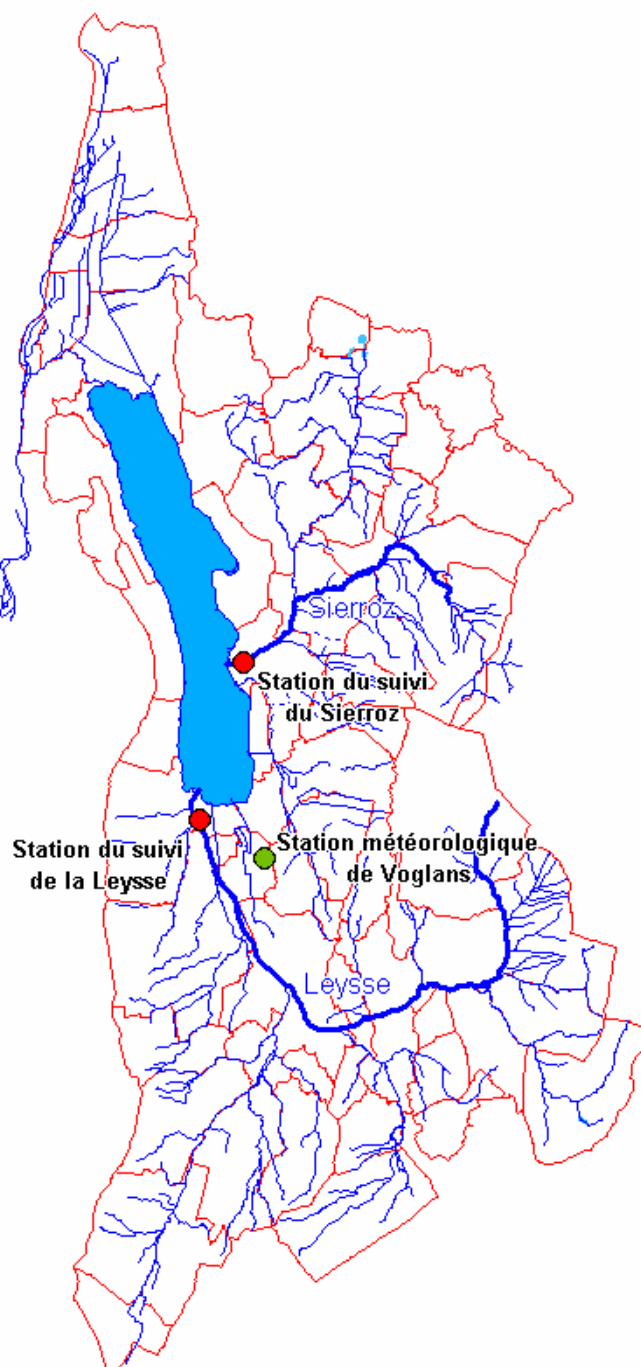 Sierroz
Station du suivi
du Sierroz
Station du suivi
de la Leysse
Station météorologique
de Voglans
Leysse